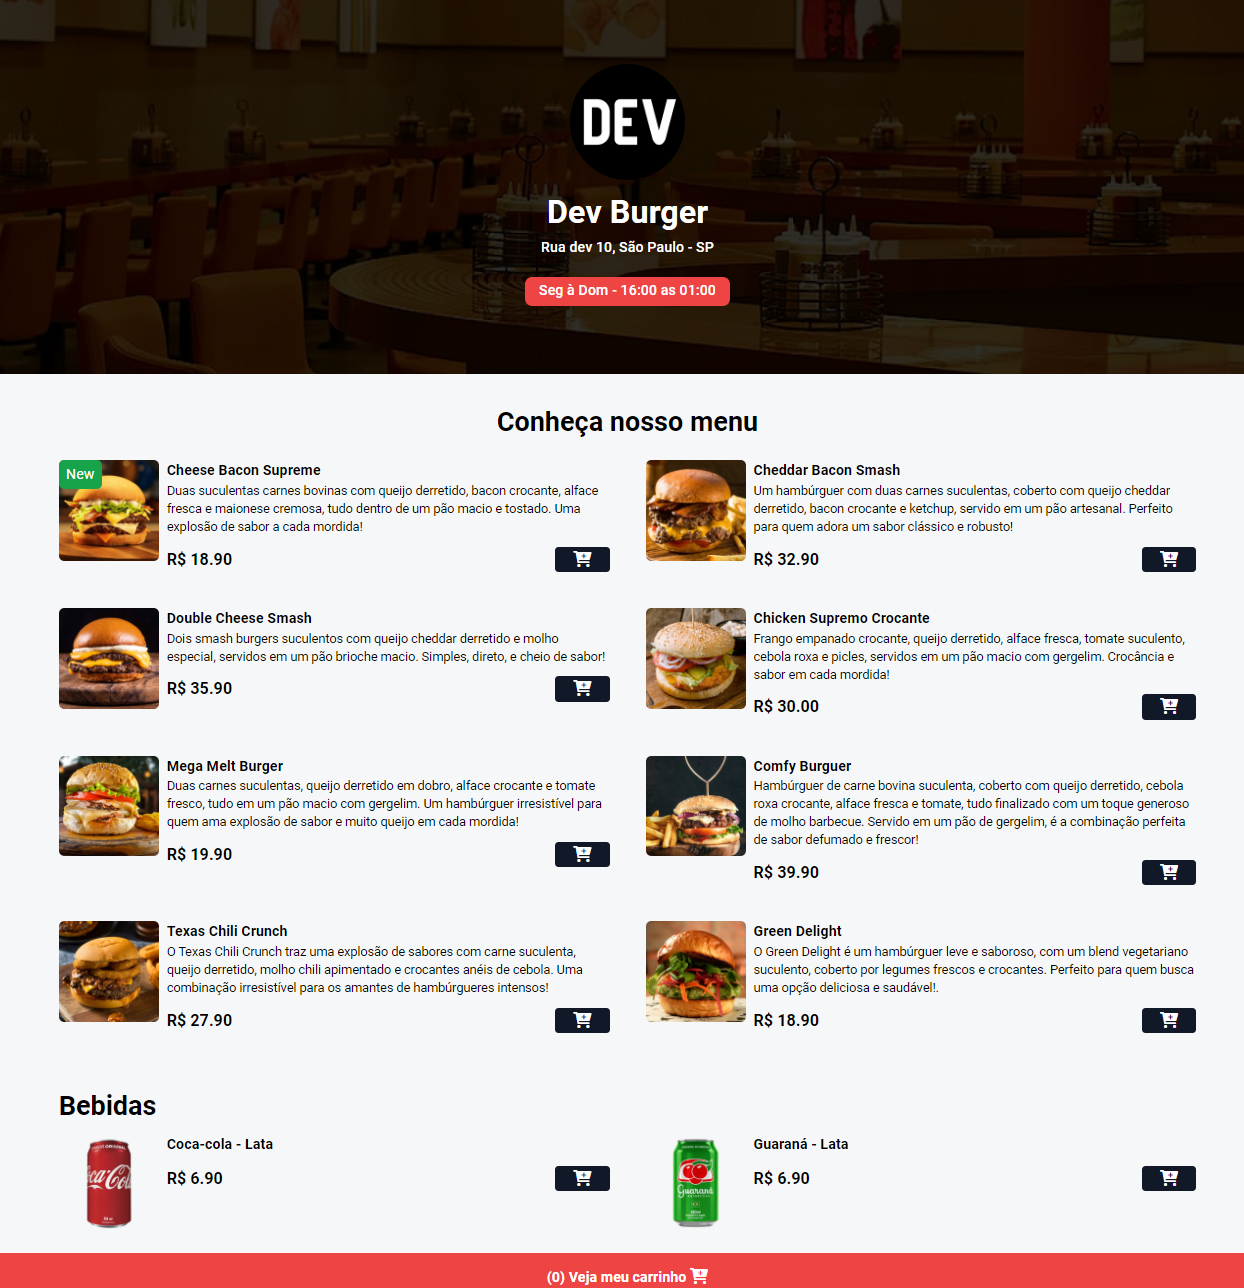 DEV
Dev Burger
Rua dev 10, São Paulo - SP
Seg à Dom - 16:00 as 01:00
Conheça nosso menu
New
Cheese Bacon Supreme
Duas suculentas carnes bovinas com queijo derretido, bacon crocante, alface
fresca e maionese cremosa, tudo dentro de um pão macio e tostado. Uma
explosão de sabor a cada mordida!
R$ 18.90
Cheddar Bacon Smash
Um hambúrguer com duas carnes suculentas, coberto com queijo cheddar
derretido, bacon crocante e ketchup, servido em um pão artesanal. Perfeito
para quem adora um sabor clássico e robusto!
R$ 32.90
Double Cheese Smash
Dois smash burgers suculentos com queijo cheddar derretido e molho
especial, servidos em um pão brioche macio. Simples, direto, e cheio de sabor!
R$ 35.90
Chicken Supremo Crocante
Frango empanado crocante, queijo derretido, alface fresca, tomate suculento,
cebola roxa e picles, servidos em um pão macio com gergelim. Crocância e
sabor em cada mordida!
R$ 30.00
Mega Melt Burger
Duas carnes suculentas, queijo derretido em dobro, alface crocante e tomate
fresco, tudo em um pão macio com gergelim. Um hambúrguer irresistível para
quem ama explosão de sabor e muito queijo em cada mordida!
R$ 19.90
Comfy Burguer
Hambúrguer de carne bovina suculenta, coberto com queijo derretido, cebola
roxa crocante, alface fresca e tomate, tudo finalizado com um toque generoso
de molho barbecue. Servido em um pão de gergelim, é a combinação perfeita
de sabor defumado e frescor!
R$ 39.90
Texas Chili Crunch
O Texas Chili Crunch traz uma explosão de sabores com carne suculenta,
queijo derretido, molho chili apimentado e crocantes anéis de cebola. Uma
combinação irresistível para os amantes de hambúrgueres intensos!
R$ 27.90
Green Delight
O Green Delight é um hambúrguer leve e saboroso, com um blend vegetariano
suculento, coberto por legumes frescos e crocantes. Perfeito para quem busca
uma opção deliciosa e saudável!.
R$ 18.90
Bebidas
Coca-cola - Lata
R$ 6.90
Guaraná - Lata
Guaraná
R$ 6.90
(0) Veja meu carrinho